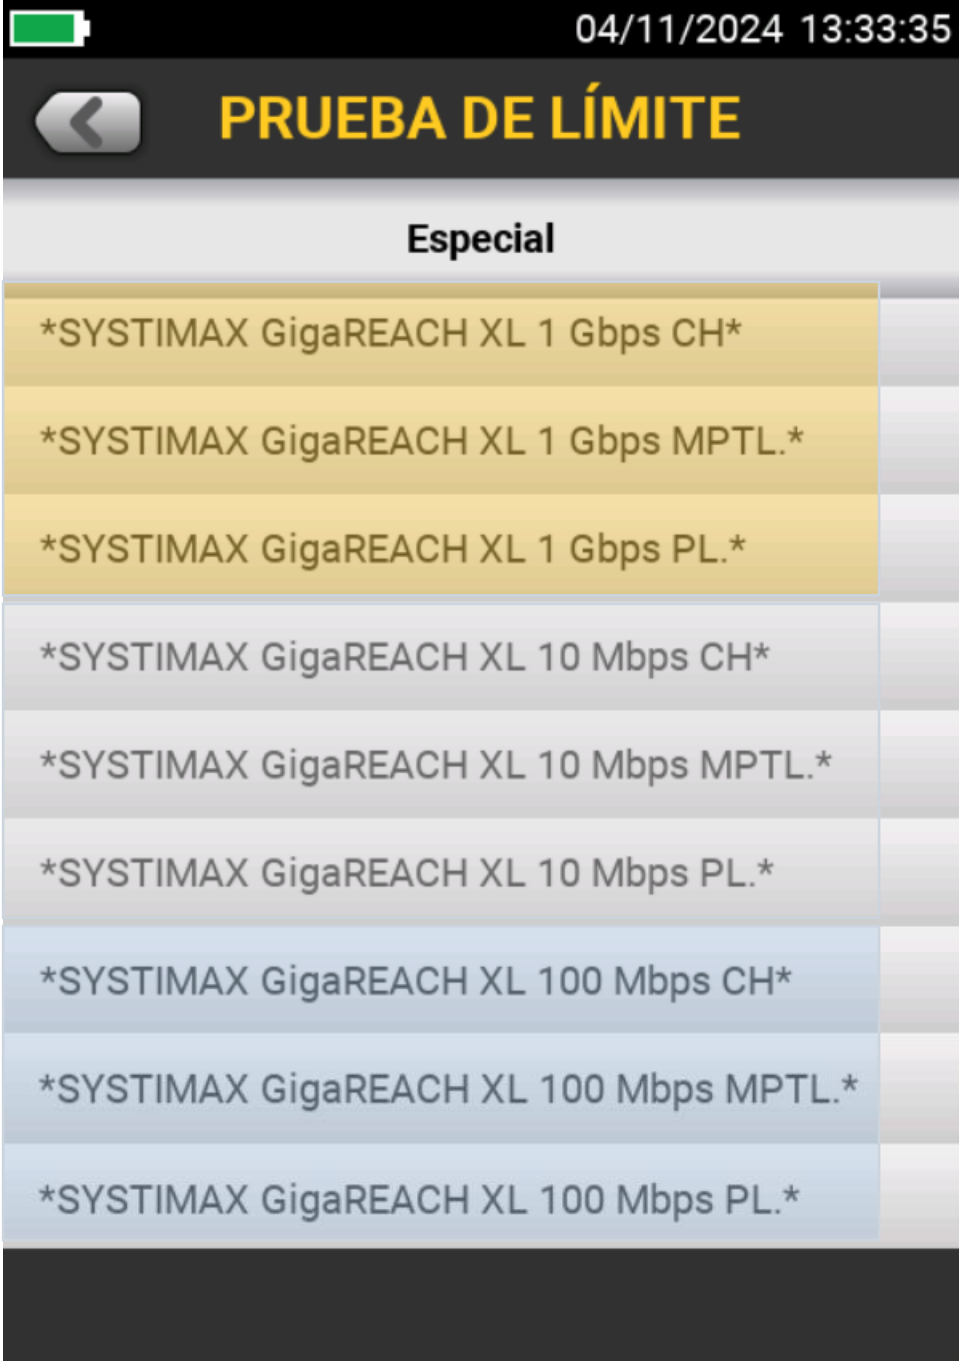 04/11/2024 13:33:35
PRUEBA DE LÍMITE
Especial
*SYSTIMAX GigaREACH XL 1 Gbps CH*
*SYSTIMAX GigaREACH XL 1 Gbps MPTL.*
*SYSTIMAX GigaREACH XL 1 Gbps PL.*
*SYSTIMAX GigaREACH XL 10 Mbps CH*
*SYSTIMAX GigaREACH XL 10 Mbps MPTL.*
*SYSTIMAX GigaREACH XL 10 Mbps PL.*
*SYSTIMAX GigaREACH XL 100 Mbps CH*
*SYSTIMAX GigaREACH XL 100 Mbps MPTL.*
*SYSTIMAX GigaREACH XL 100 Mbps PL.*